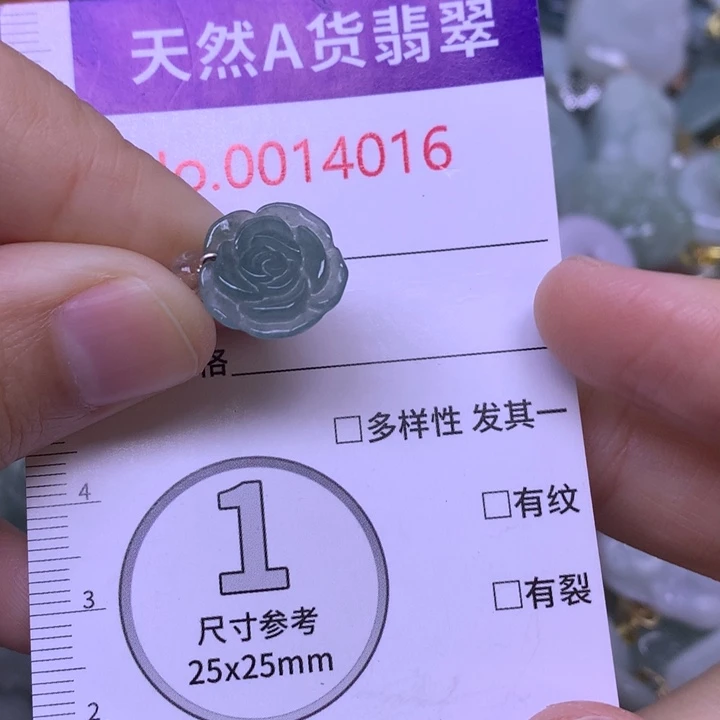 天然A货翡翠
No.0014016
格
□多样性 发其一
□有纹
□有裂
4
3
2
1
尺寸参考
25x25mm